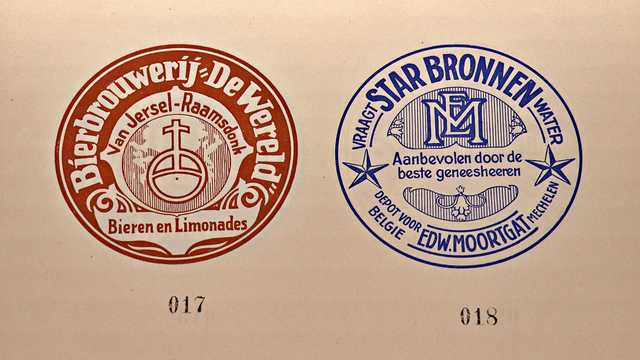 Bierbrouwerij „De Wereld"
Van Jersel-Raamsdonk
Bieren en Limonades
017
VRAAGT STAR BRONNEN WATER
EM
Aanbevolen door de
beste geneesheeren
DEPOT VOOR BELGIE EDW. MOORTGAT MECHELEN
018